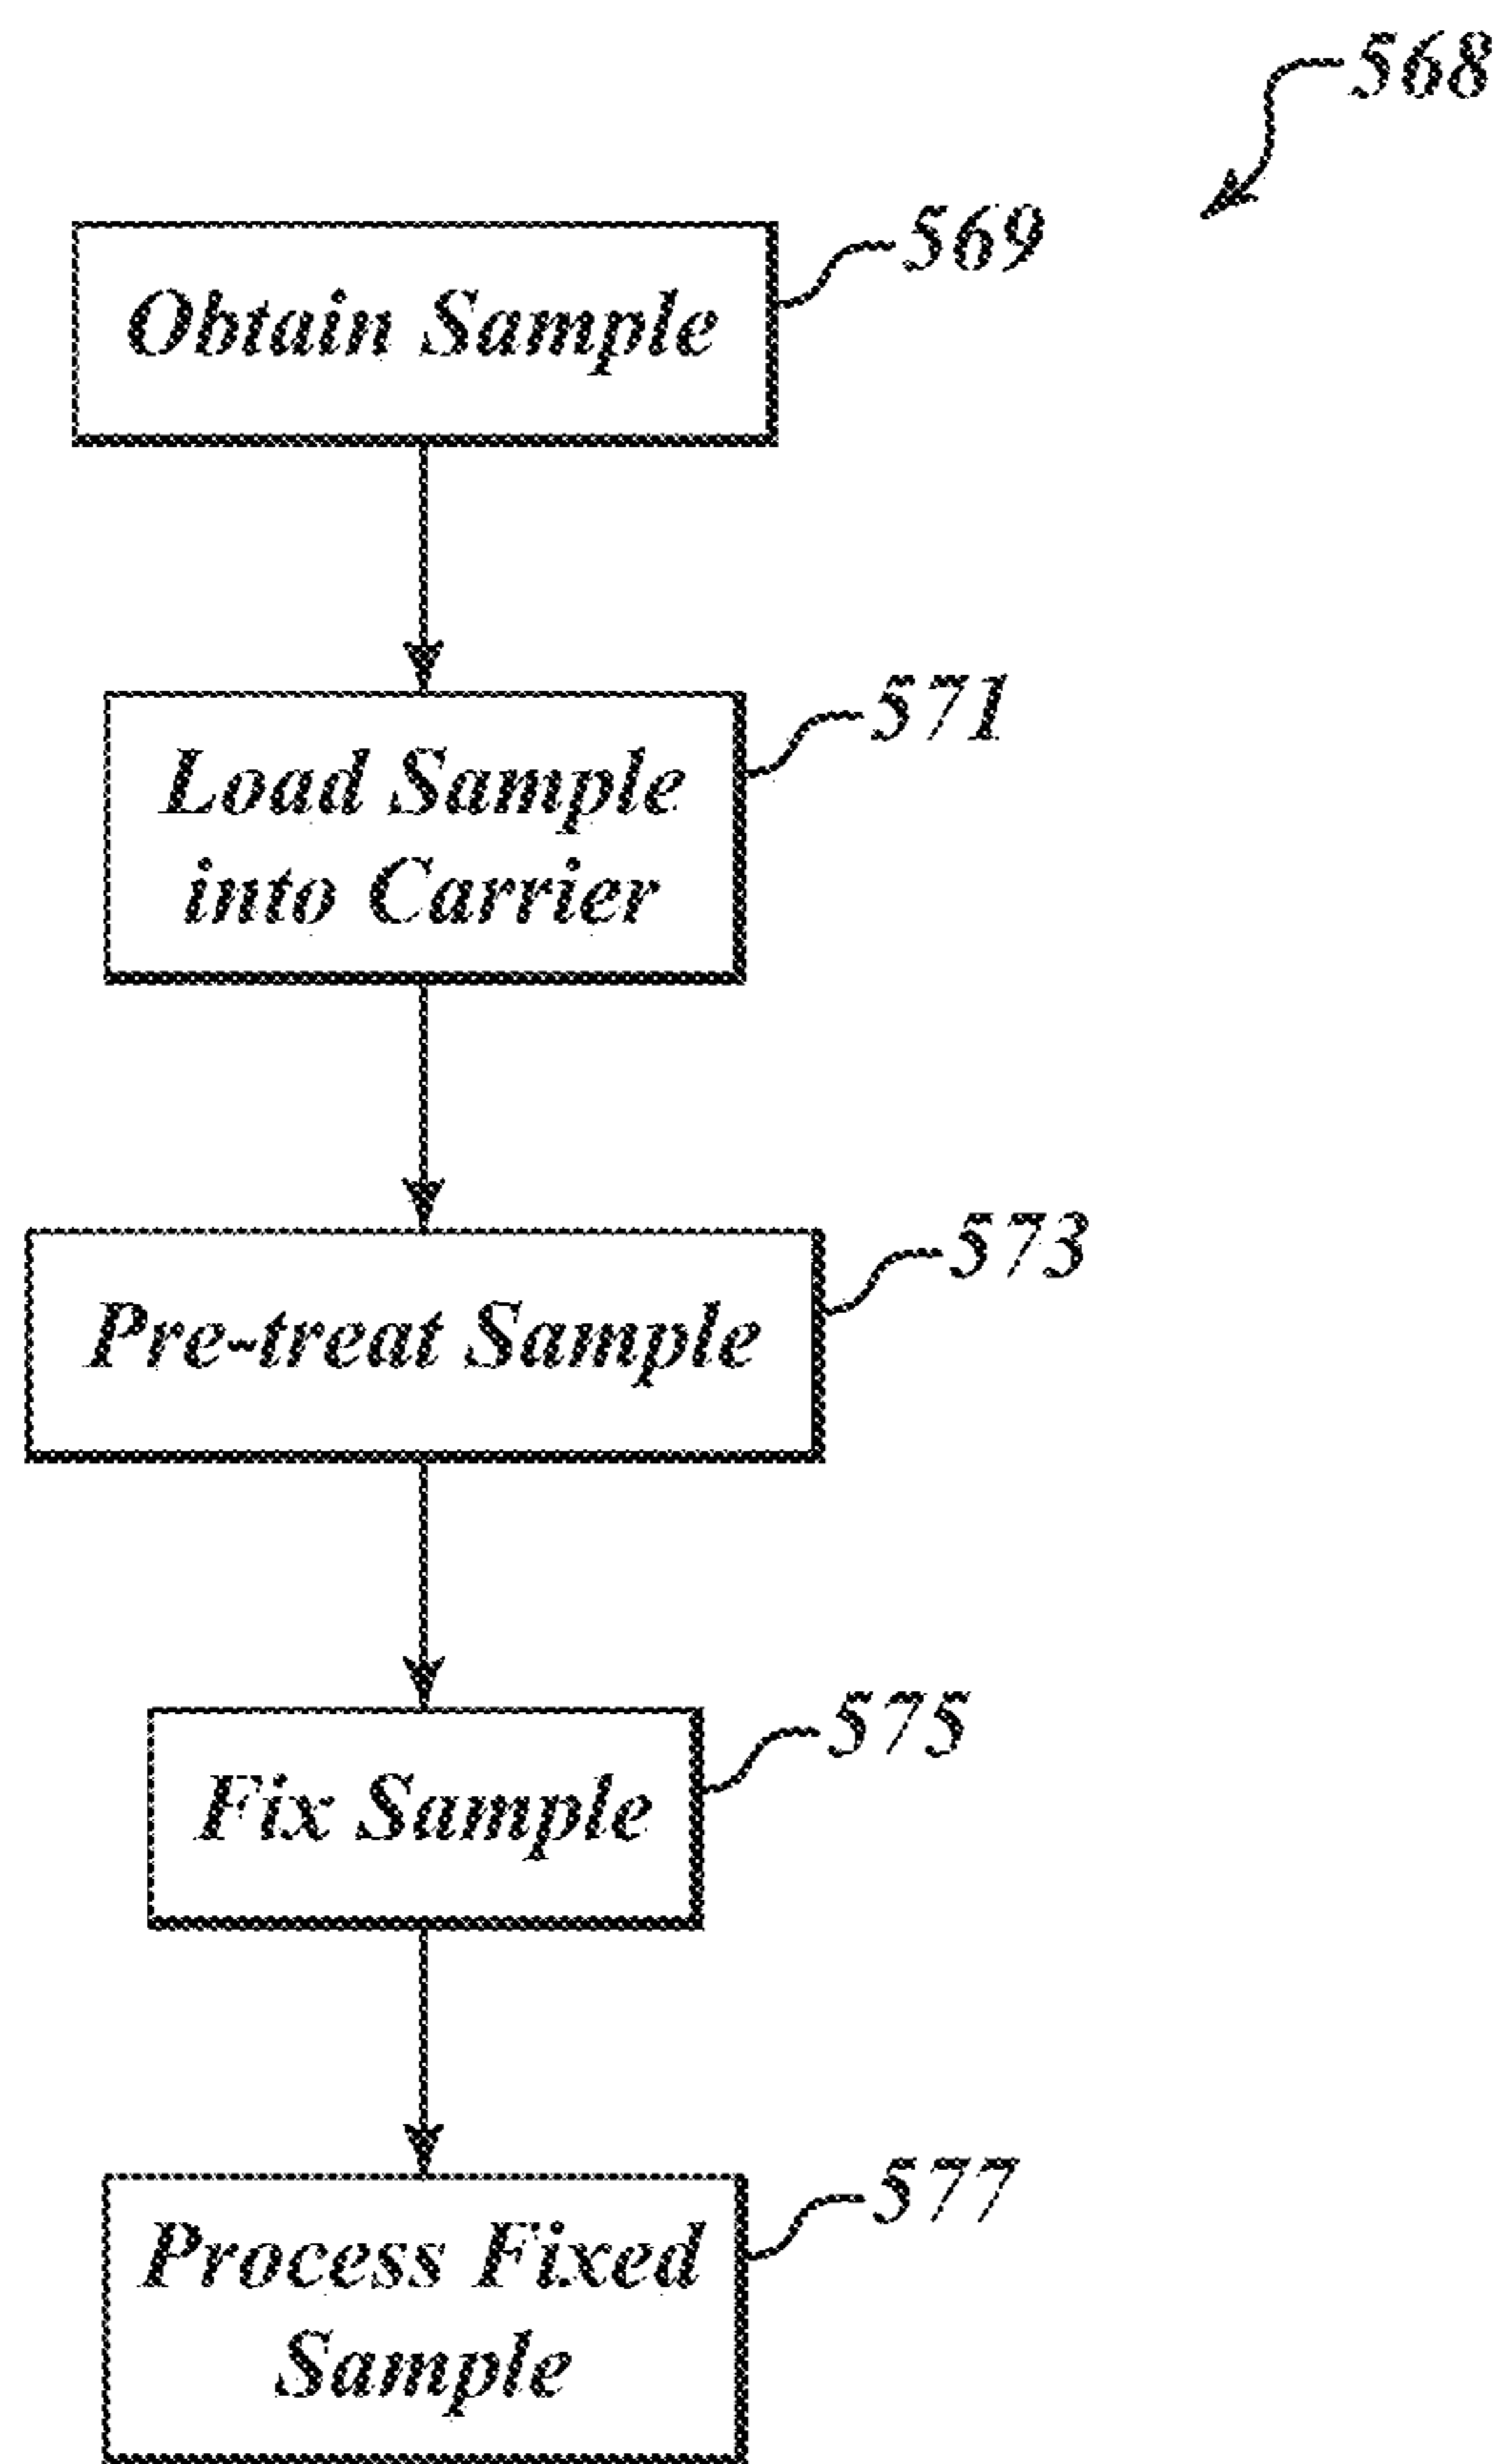 568
Obtain Sample
569
Load Sample
into Carrier
571
Pre-treat Sample
573
Fix Sample
575
Process Fixed
Sample
577